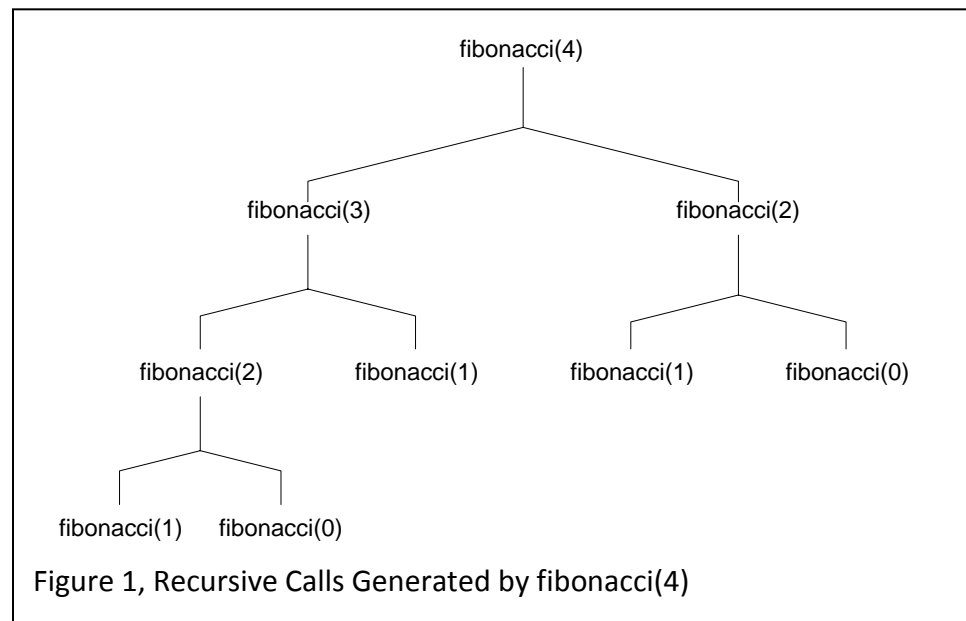 fibonacci(4)
fibonacci(3) fibonacci(2)
fibonacci(2) fibonacci(1) fibonacci(1) fibonacci(0)
fibonacci(1) fibonacci(0)
Figure 1, Recursive Calls Generated by fibonacci(4)